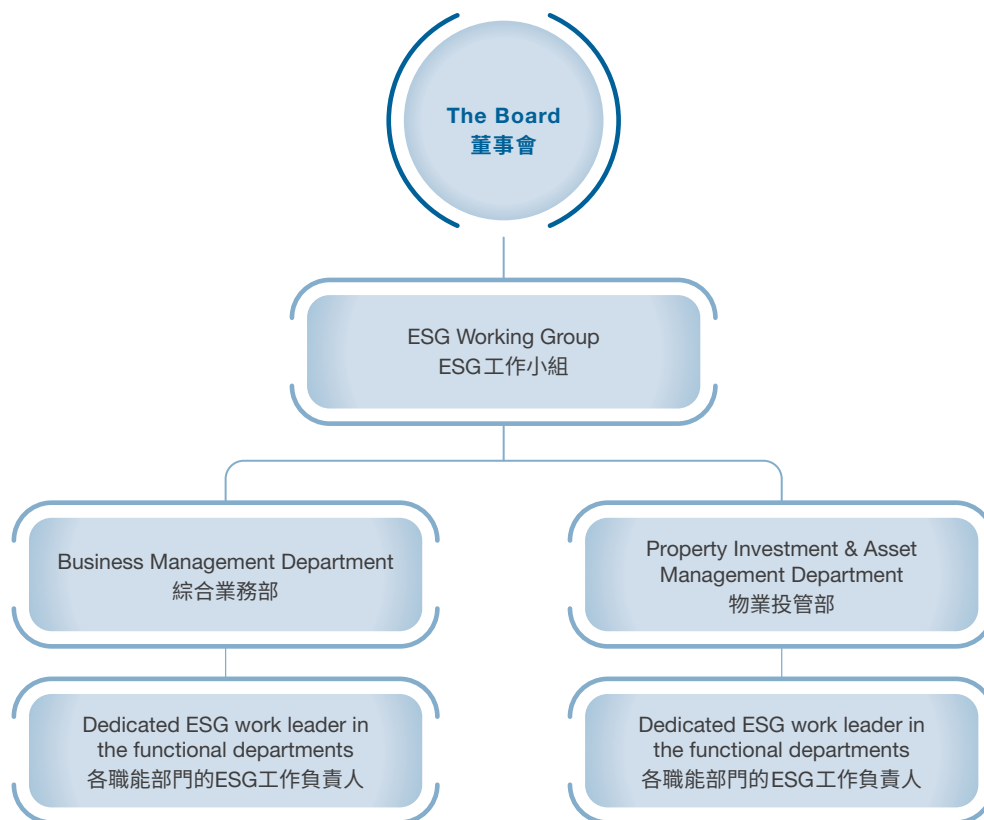 The Board
董事會
ESG Working Group
ESG工作小組
Business Management Department
綜合業務部
Property Investment & Asset
Management Department
物業投管部
Dedicated ESG work leader in
the functional departments
各職能部門的ESG工作負責人
Dedicated ESG work leader in
the functional departments
各職能部門的ESG工作負責人